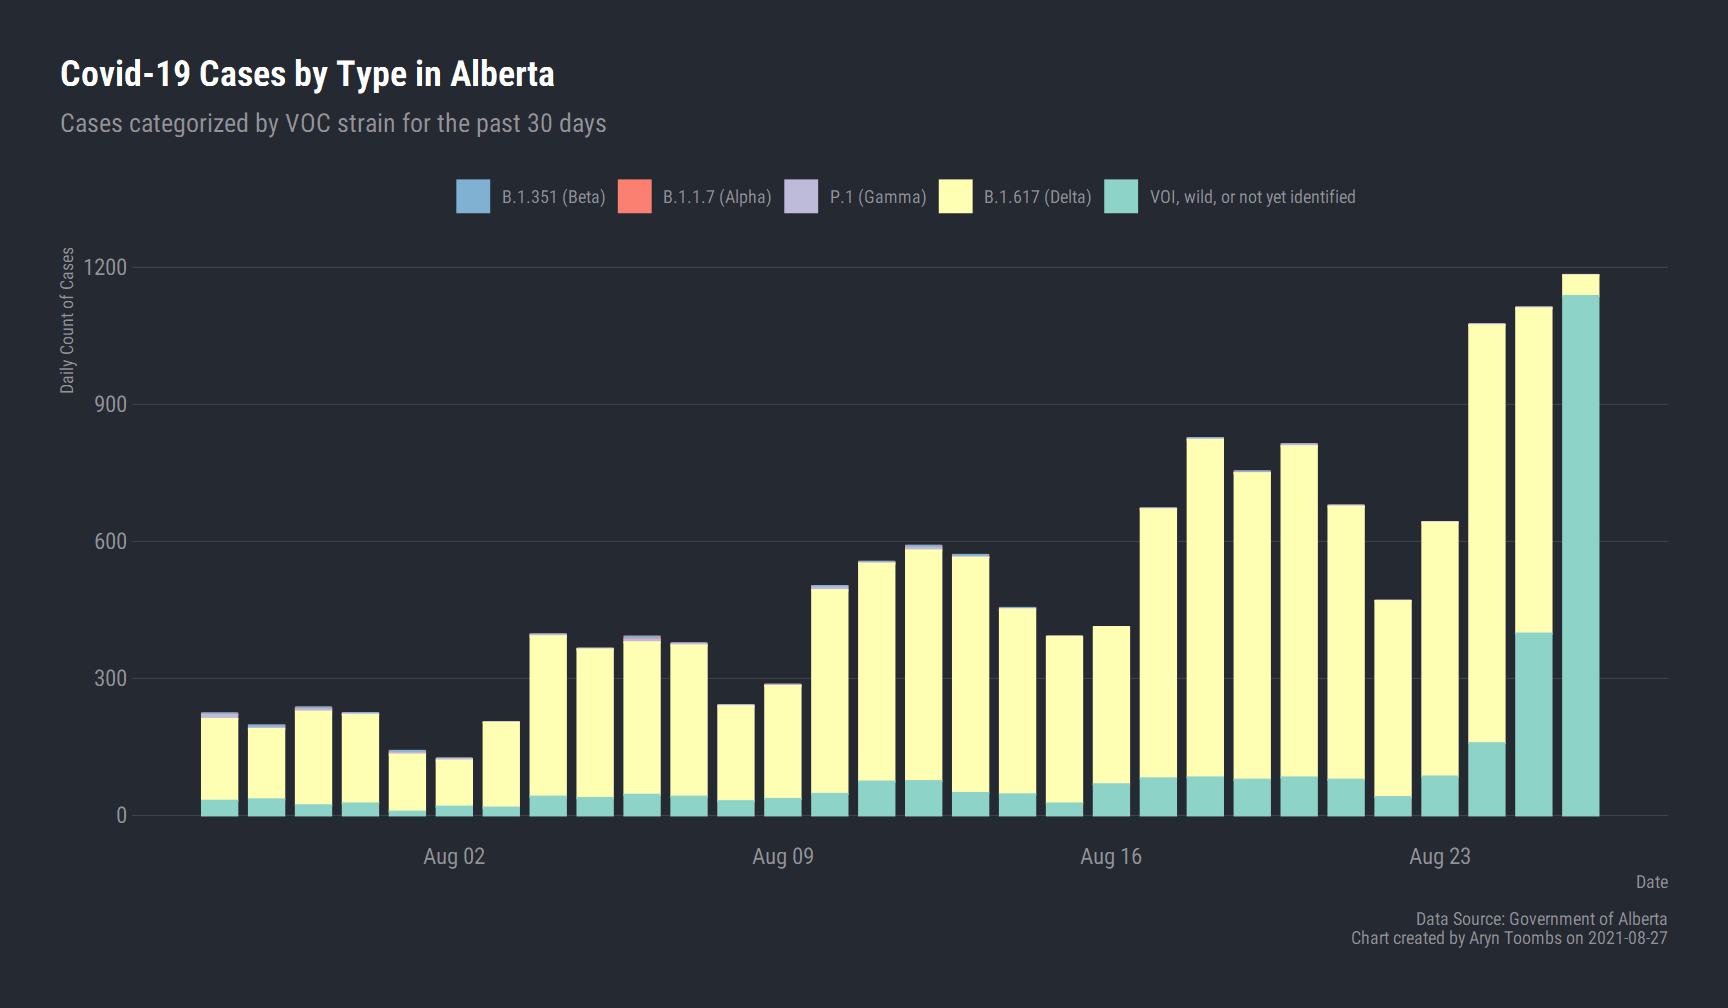 Covid-19 Cases by Type in Alberta
Cases categorized by VOC strain for the past 30 days
B.1.351 (Beta)
B.1.1.7 (Alpha)
P.1 (Gamma)
B.1.617 (Delta)
VOI, wild, or not yet identified
Daily Count of Cases
1200
900
600
300
0
Aug 02
Aug 09
Aug 16
Aug 23
Date
Data Source: Government of Alberta
Chart created by Aryn Toombs on 2021-08-27